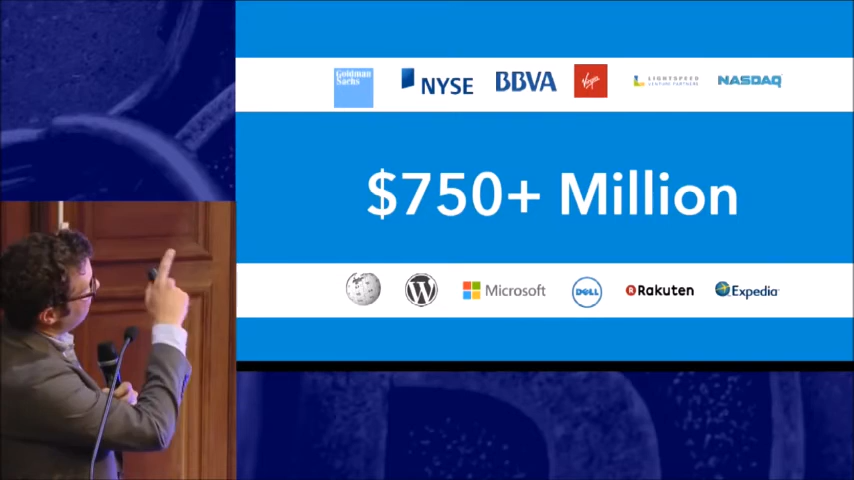 Goldman
Sachs
NYSE
BBVA
Virgin
LIGHTSPEED
VENTURE PARTNERS
NASDAQ
$750+ Million
W
Microsoft
DELL
Rakuten
Expedia